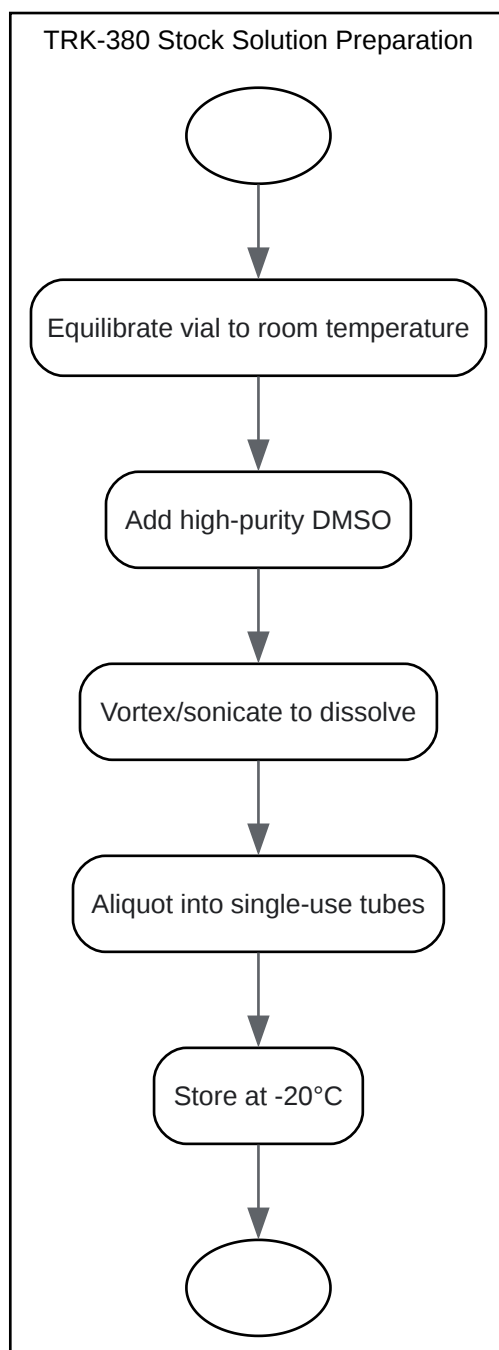 TRK-380 Stock Solution Preparation
Equilibrate vial to room temperature
Add high-purity DMSO
Vortex/sonicate to dissolve
Aliquot into single-use tubes
Store at -20°C